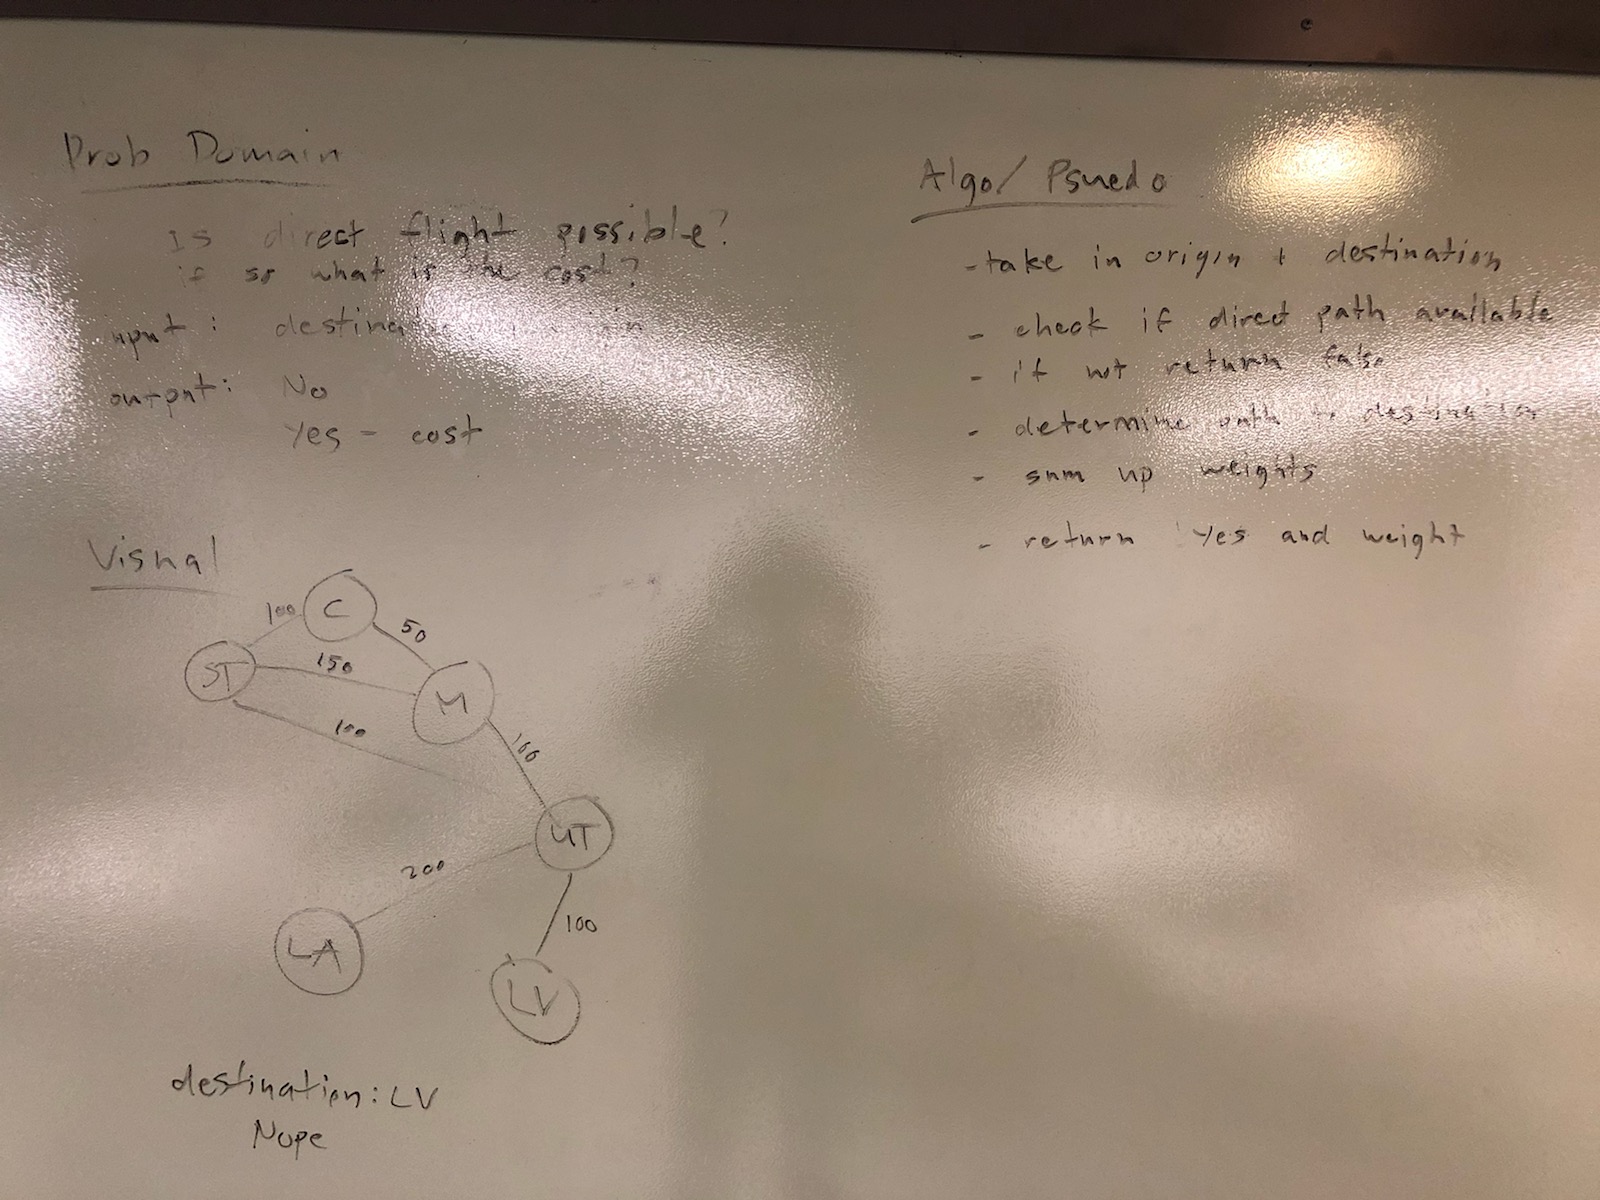 Prob Domain
Is direct flight possible?
if so what is the cost?
input: destination
output: No
Yes - cost
Visual
C
100
50
ST
150
M
100
100
UT
200
100
LA
LV
destination: LV
Nope
Algo/Psuedo
- take in origin + destination
- check if direct path available
- if not return false
- determine path to destination
- sum up weights
- return Yes and weight